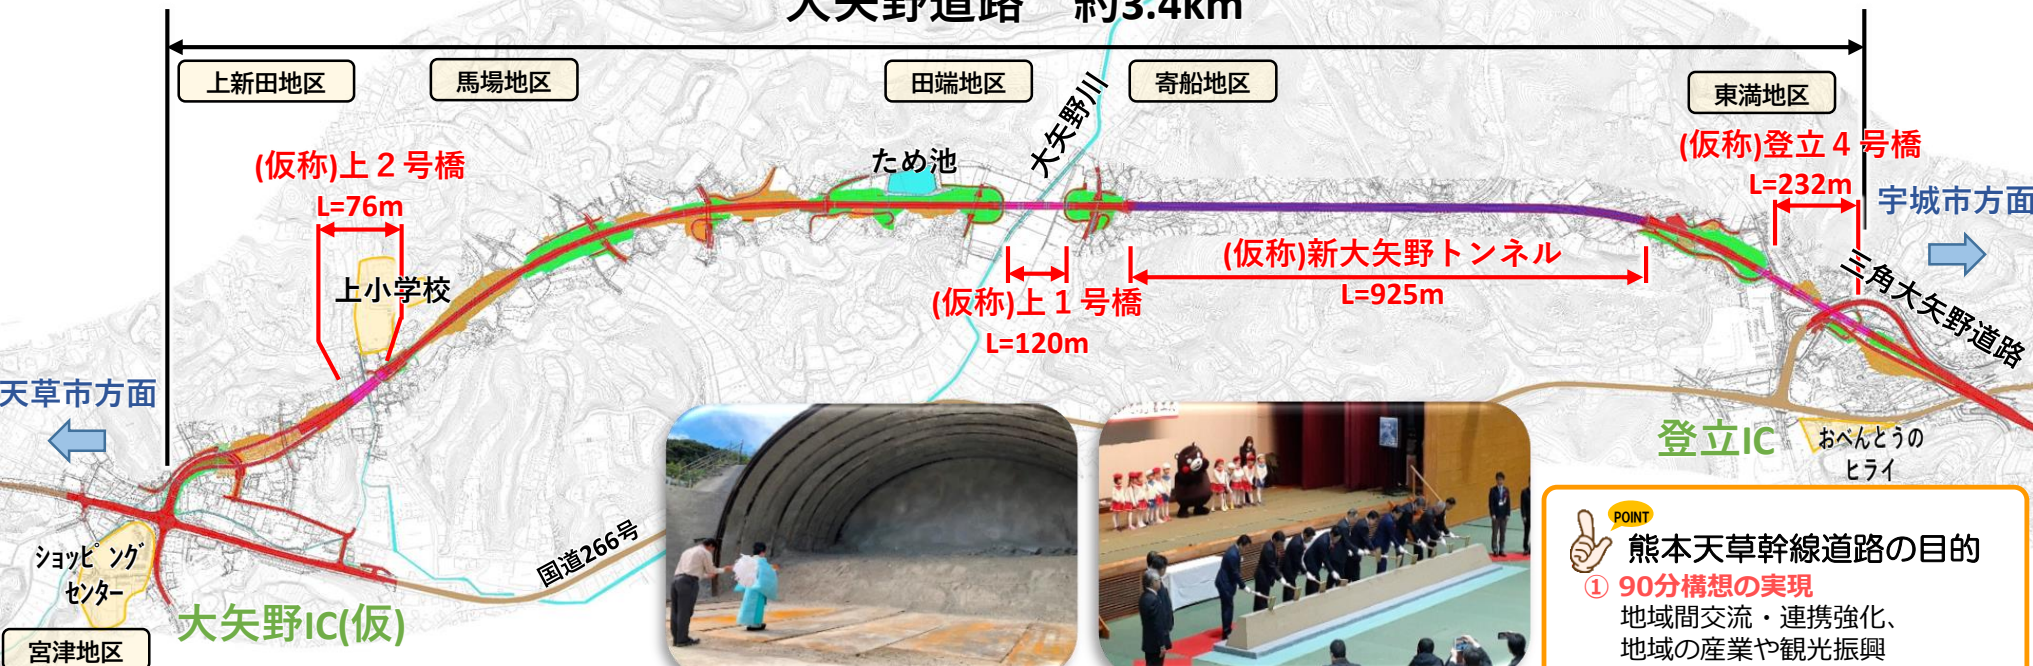 大矢野道路　約3.4km
上新田地区
馬場地区
田端地区
大矢野川
寄船地区
東満地区
(仮称)上２号橋
L=76m
ため池
(仮称)登立４号橋
L=232m
宇城市方面
上小学校
(仮称)上１号橋
L=120m
(仮称)新大矢野トンネル
L=925m
三角大矢野道路
天草市方面
登立IC
おべんとうの
ヒライ
ショッピング
センター
国道266号
大矢野IC(仮)
宮津地区
POINT
熊本天草幹線道路の目的
① 90分構想の実現
地域間交流・連携強化、
地域の産業や観光振興